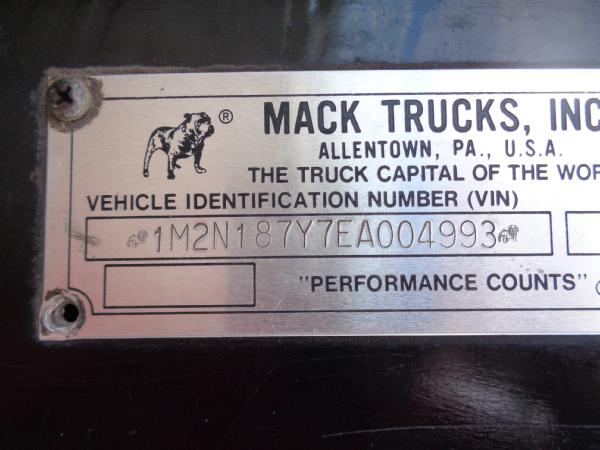 ®
MACK TRUCKS, INC
ALLENTOWN, PA., U.S.A.
THE TRUCK CAPITAL OF THE WOR
VEHICLE IDENTIFICATION NUMBER (VIN)
1M2N187Y7EA004993
"PERFORMANCE COUNTS"